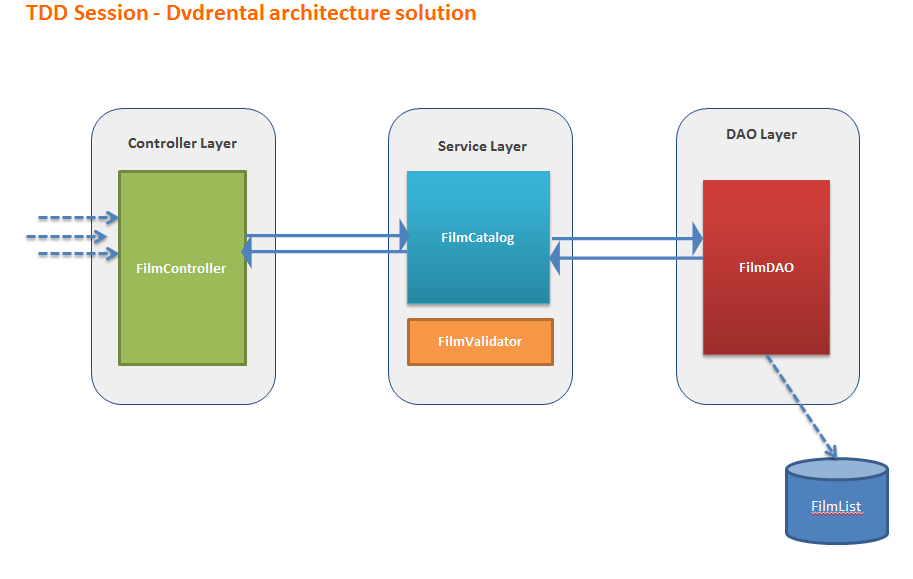 TDD Session - Dvdrental architecture solution
Controller Layer
Service Layer
DAO Layer
FilmController
FilmCatalog
FilmDAO
FilmValidator
FilmList